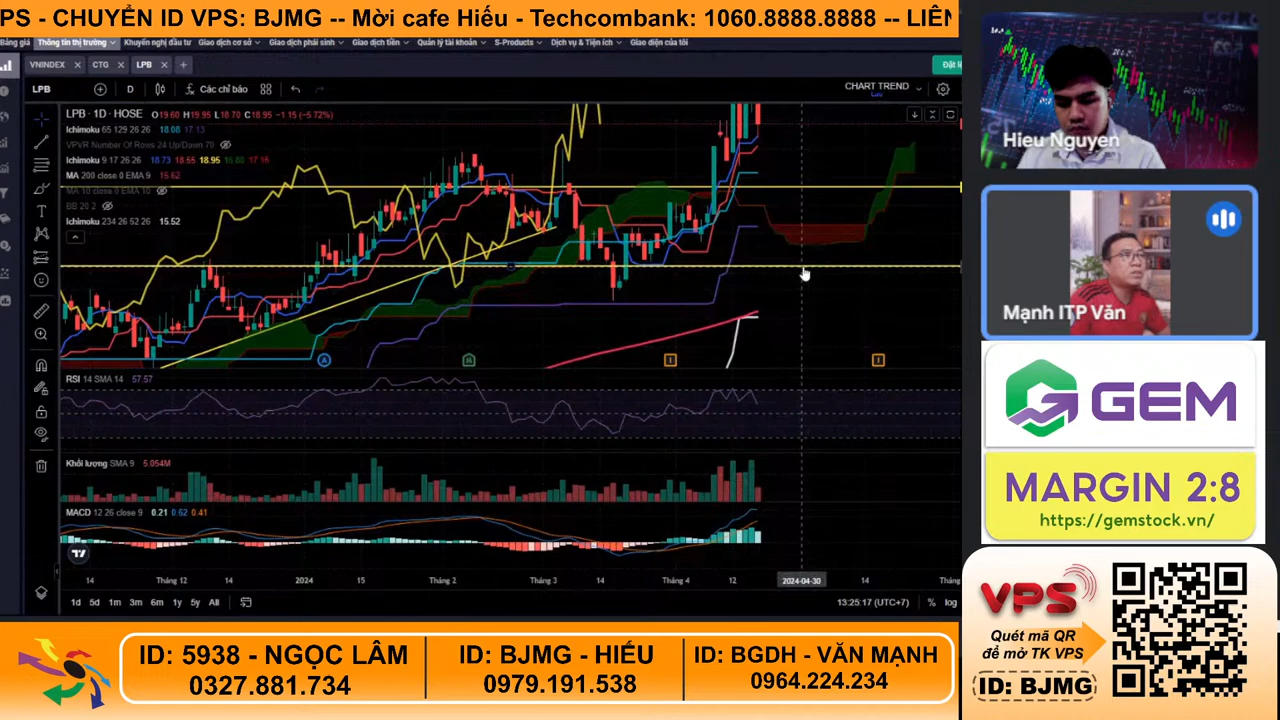 PS - CHUYỂN ID VPS: BJMG -- Mời cafe Hiếu - Techcombank: 1060.8888.8888 -- LIÊN
Bảng giá Thông tin thị trường Khuyến nghị đầu tư Giao dịch cơ sở Giao dịch phái sinh Giao dịch tiền Quản lý tài khoản S-Products Dịch vụ & Tiện ích Giao diện của tôi
VNINDEX CTG LPB
Đặt lệ
LPB D Các chỉ báo CHART TREND
Lưu
LPB · 1D · HOSE O19.60 H19.95 L18.70 C18.95 -1.15 (-5.72%)
Ichimoku 65 129 26 26 18.08 17.13
VPVR Number Of Rows 24 Up/Down 70
Ichimoku 9 17 26 26 18.73 18.55 18.95 16.80 17.16
MA 200 close 0 EMA 9 15.62
MA 10 close 0 EMA 10
BB 20 2
Ichimoku 234 26 52 26 15.52
A
I
I
RSI 14 SMA 14 57.57
Khối lượng SMA 9 5.054M
MACD 12 26 close 9 0.21 0.62 0.41
14 Tháng 12 14 2024 15 Tháng 2 Tháng 3 14 Tháng 4 12 2024-04-30 14 Tháng
1d 5d 1m 3m 6m 1y 5y All
13:25:17 (UTC+7) % log
Hieu Nguyen
Mạnh ITP Văn
GEM
MARGIN 2:8
https://gemstock.vn/
VPS
Quét mã QR
để mở TK VPS
ID: BJMG
ID: 5938 - NGỌC LÂM
0327.881.734
ID: BJMG - HIẾU
0979.191.538
ID: BGDH - VĂN MẠNH
0964.224.234